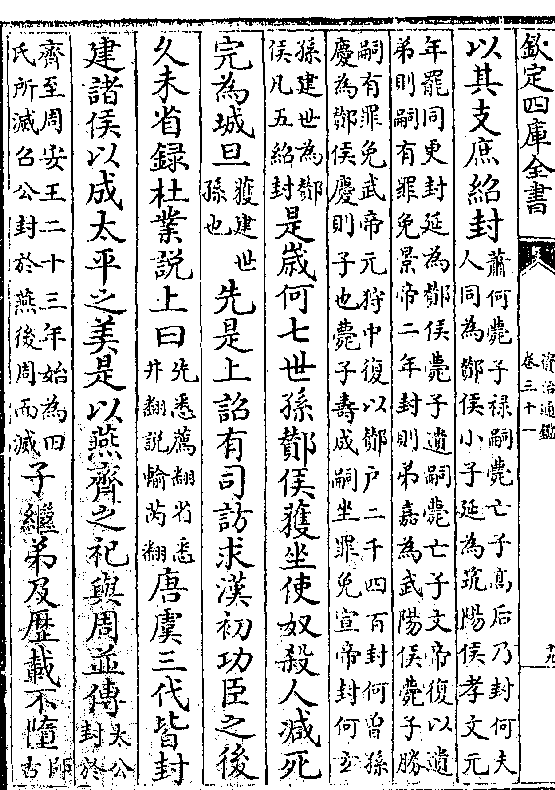 欽定四庫全書
資治通鑑
卷三十一
十九
以其支庶紹封蕭何薨子禄嗣薨亡子髙后乃封何夫人同為酇侯小子延為筑陽侯孝文元
年罷同更封延為酇侯薨子遺嗣薨亡子文帝復以遺弟則嗣有罪免景帝二年封則弟嘉為武陽侯薨子勝
嗣有罪免武帝元狩中復以酇户二千四百封何曾孫慶為酇侯慶則子也薨子壽成嗣坐罪免宣帝封何玄
孫建世為酇侯凡五紹封是歲何七世孫酇侯獲坐使奴殺人減死
完為城旦獲建世孫也先是上詔有司訪求漢初功臣之後
久未省録杜業説上曰先悉薦翻省悉井翻説輸芮翻唐虞三代皆封
建諸侯以成太平之美是以燕齊之祀與周並傳太公封於
齊至周安王二十三年始為田氏所滅召公封於燕後周而滅子繼弟及歴載不墮師古